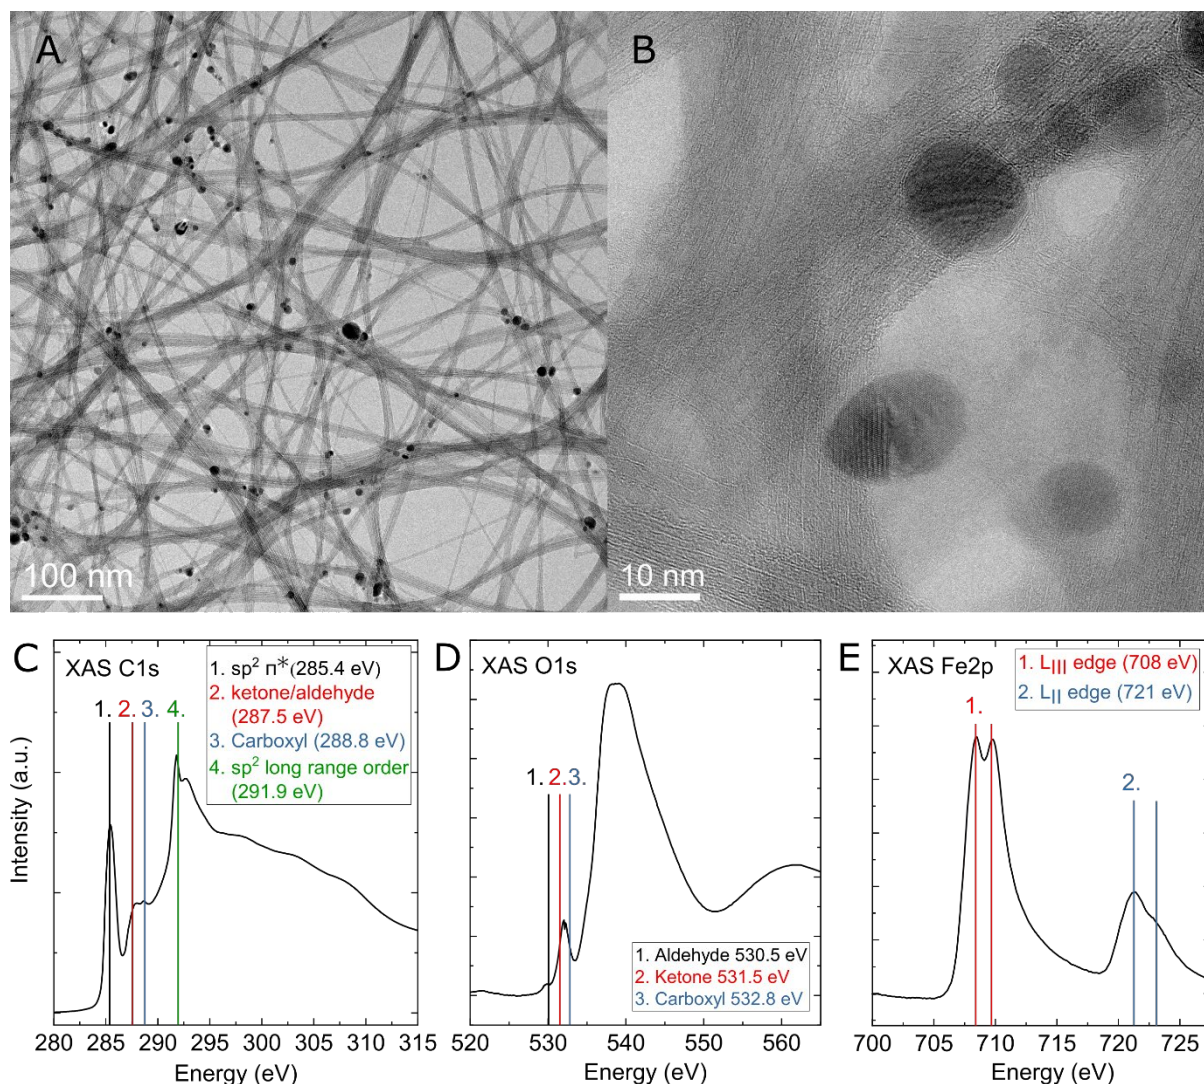 A
100 nm
B
10 nm
C
XAS C1s
1. sp² π* (285.4 eV)
2. ketone/aldehyde
(287.5 eV)
3. Carboxyl (288.8 eV)
4. sp² long range order
(291.9 eV)
1. 2. 3. 4.
Intensity (a.u.)
280 285 290 295 300 305 310 315
Energy (eV)
D
XAS O1s
1. 2. 3.
1. Aldehyde 530.5 eV
2. Ketone 531.5 eV
3. Carboxyl 532.8 eV
520 530 540 550 560
Energy (eV)
E
XAS Fe2p
1. L_III edge (708 eV)
2. L_II edge (721 eV)
1.
2.
700 705 710 715 720 725
Energy (eV)